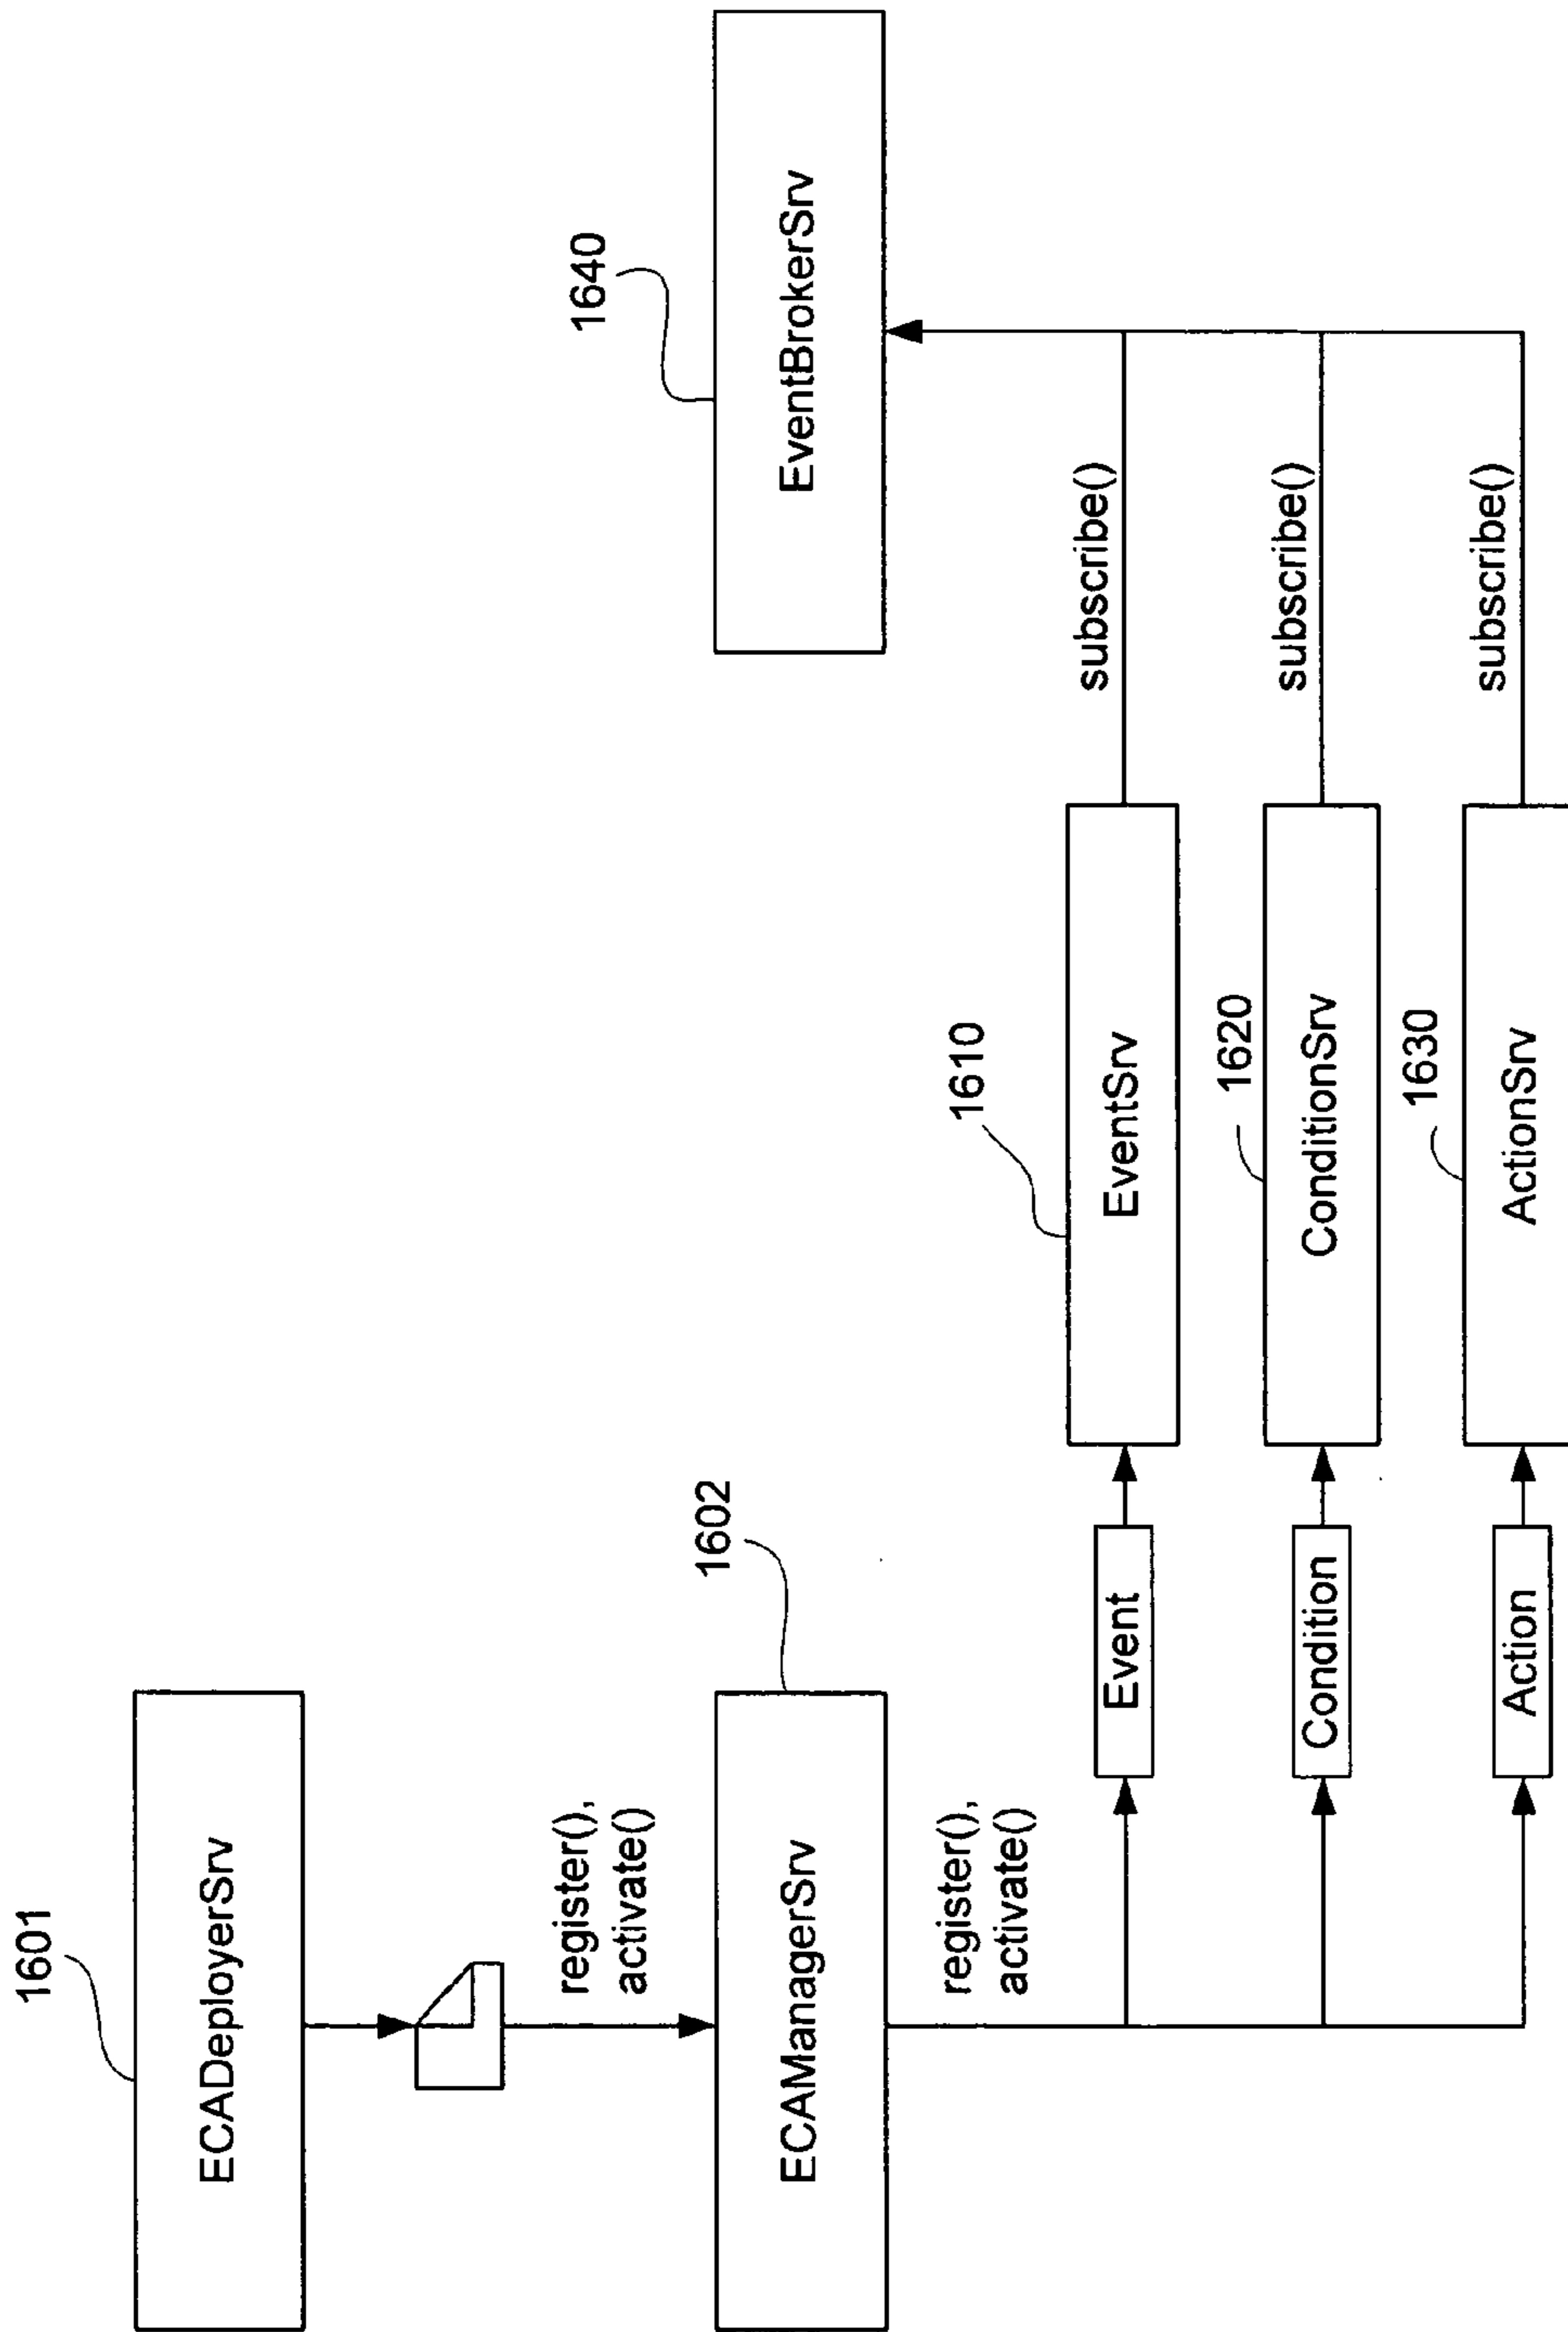 1601
ECADeployerSrv
register(),
activate()
1602
ECAManagerSrv
register(),
activate()
1640
EventBrokerSrv
Event
1610
EventSrv
subscribe()
Condition
1620
ConditionSrv
subscribe()
Action
1630
ActionSrv
subscribe()